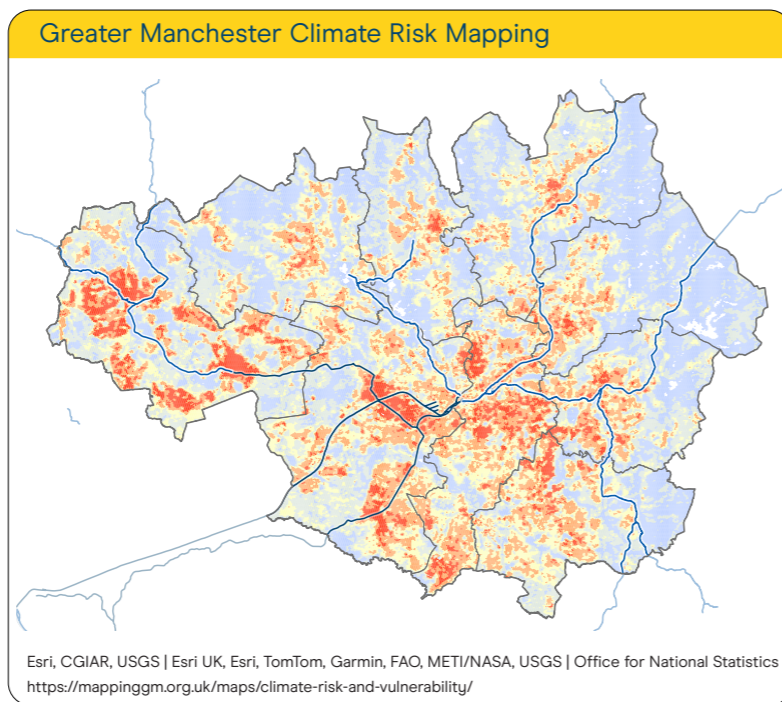 Greater Manchester Climate Risk Mapping
Esri, CGIAR, USGS | Esri UK, Esri, TomTom, Garmin, FAO, METI/NASA, USGS | Office for National Statistics
https://mappinggm.org.uk/maps/climate-risk-and-vulnerability/